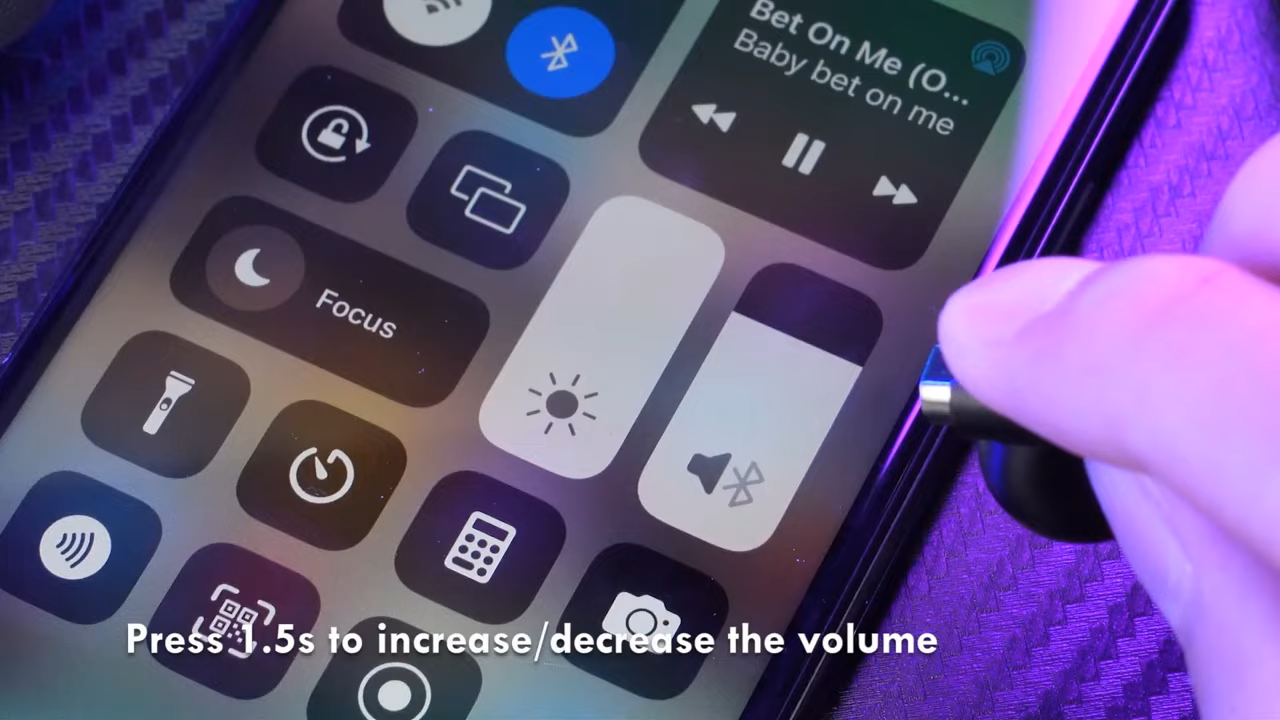 Bet On Me (O...
Baby bet on me
Focus
Press 1.5s to increase/decrease the volume